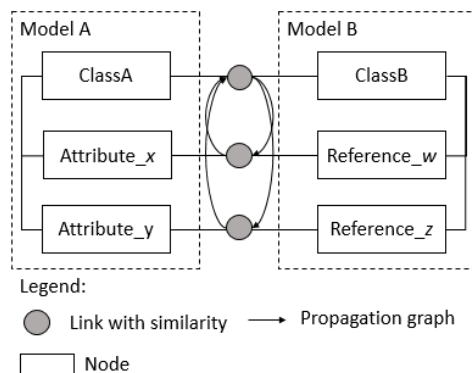 Model A
Model B
ClassA
ClassB
Attribute_x
Reference_w
Attribute_y
Reference_z
Legend:
Link with similarity
Propagation graph
Node